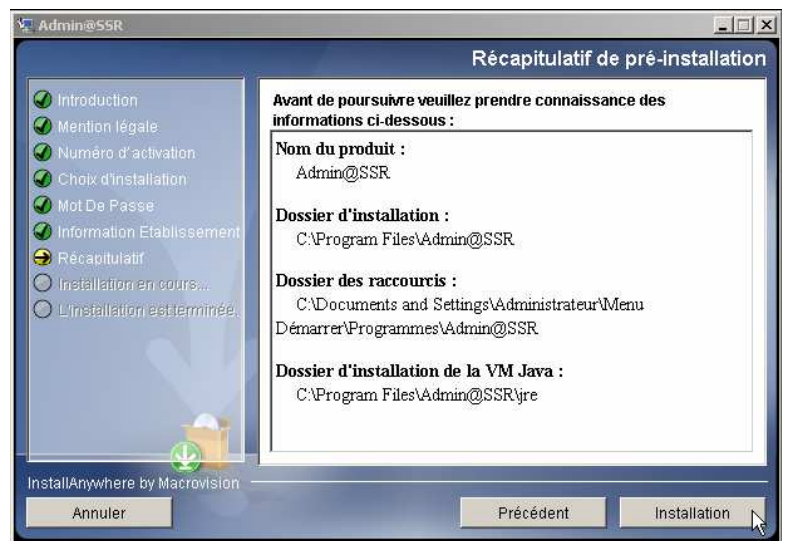 Admin@SSR
Récapitulatif de pré-installation
Introduction
Mention légale
Numéro d'activation
Choix d'installation
Mot De Passe
Information Etablissement
Récapitulatif
Installation en cours...
L'installation est terminée.
Avant de poursuivre veuillez prendre connaissance des
informations ci-dessous :
Nom du produit :
Admin@SSR
Dossier d'installation :
C:\Program Files\Admin@SSR
Dossier des raccourcis :
C:\Documents and Settings\Administrateur\Menu
Démarrer\Programmes\Admin@SSR
Dossier d'installation de la VM Java :
C:\Program Files\Admin@SSR\jre
InstallAnywhere by Macrovision
Annuler
Précédent
Installation